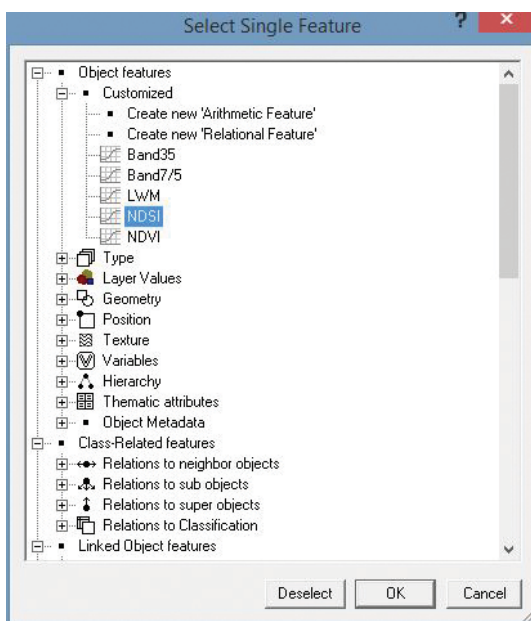 Select Single Feature
?
Object features
Customized
Create new 'Arithmetic Feature'
Create new 'Relational Feature'
Band35
Band7/5
LWM
NDSI
NDVI
Type
Layer Values
Geometry
Position
Texture
Variables
Hierarchy
Thematic attributes
Object Metadata
Class-Related features
Relations to neighbor objects
Relations to sub objects
Relations to super objects
Relations to Classification
Linked Object features
Deselect OK Cancel